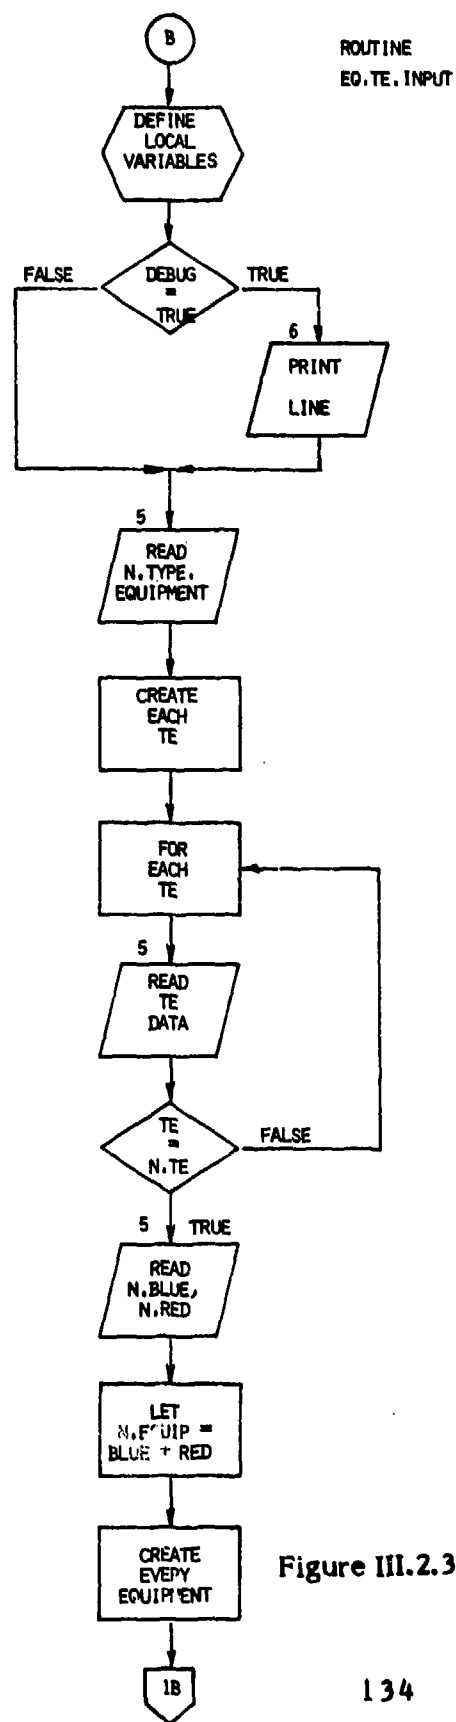 B
ROUTINE
EQ.TE.INPUT
DEFINE
LOCAL
VARIABLES
FALSE
DEBUG
=
TRUE
TRUE
6
PRINT
LINE
5
READ
N.TYPE.
EQUIPMENT
CREATE
EACH
TE
FOR
EACH
TE
5
READ
TE
DATA
TE
=
N.TE
FALSE
5 TRUE
READ
N.BLUE,
N.RED
LET
N.EQUIP =
BLUE + RED
CREATE
EVEPY
EQUIPMENT
Figure III.2.3
1B
134